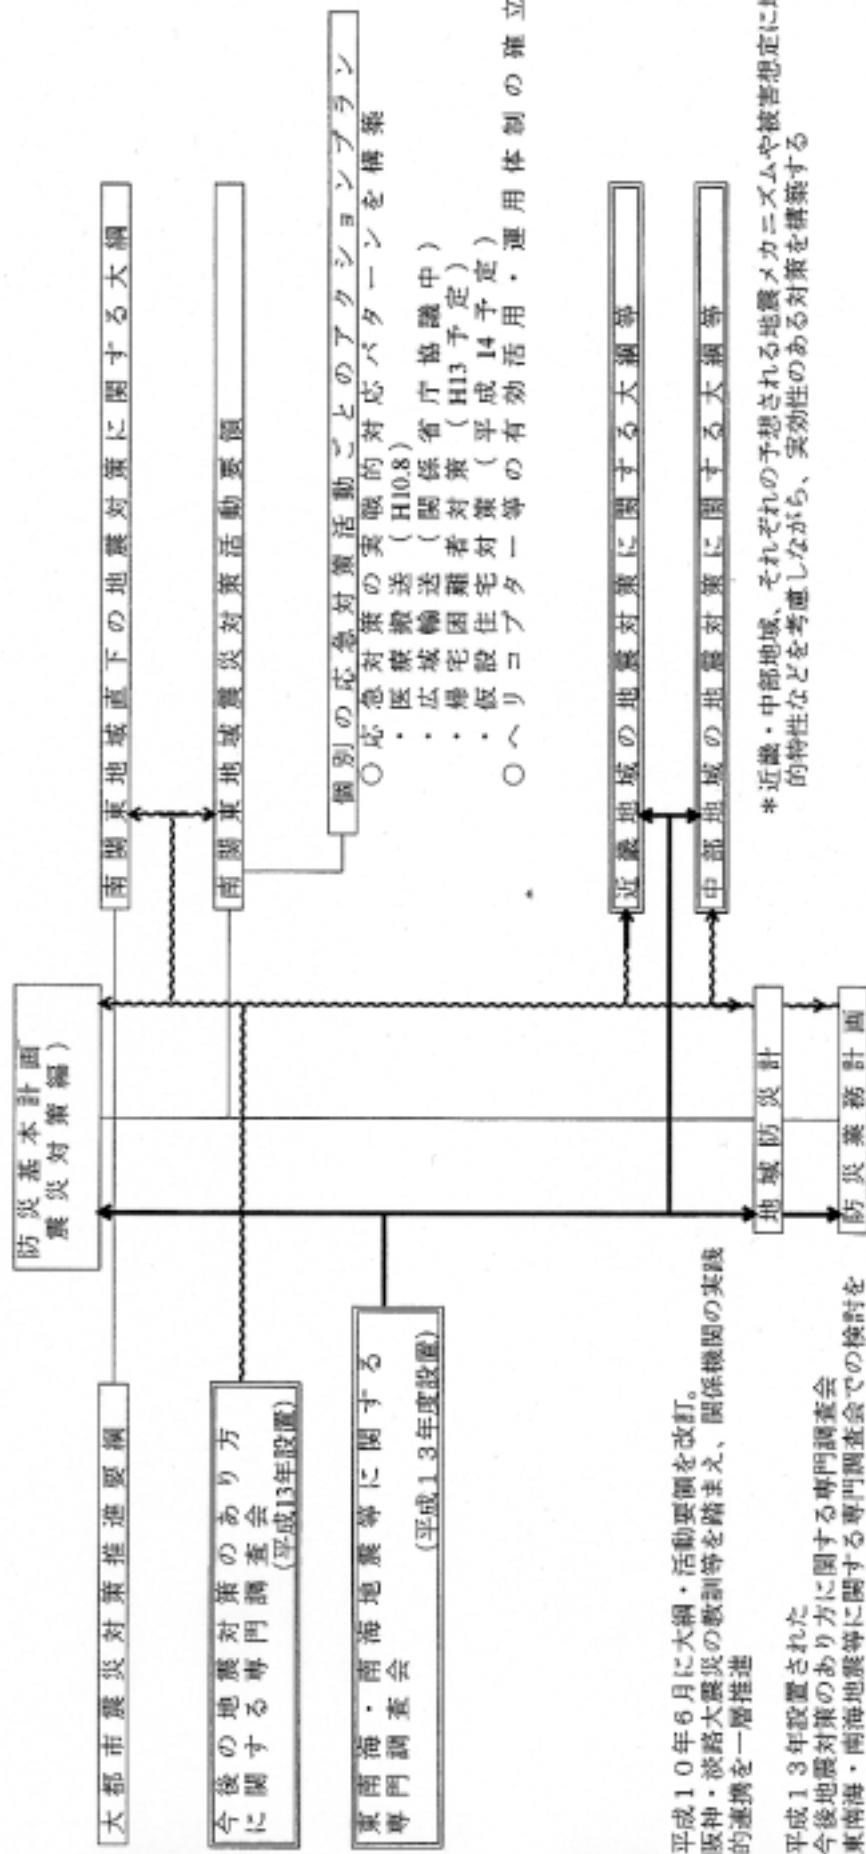 防災基本計画
震災対策編）
大都市震災対策推進要綱
南関東地域直下の地震対策に関する大綱
今後の地震対策のあり方
に関する専門調査会
(平成13年設置)
南関東地域震災対策活動要領
東南海・南海地震等に関する
専門調査会
(平成１３年度設置)
個別の応急対策活動ごとのアクションプラン
○応急対策の実戦的対応パターンを構築
・医療搬送（H10.8）
・広域輸送（関係省庁協議中）
・帰宅困難者対策（H13予定）
・仮設住宅対策（平成14予定）
○ヘリコプター等の有効活用・運用体制の確立
近畿地域の地震対策に関する大綱等
中部地域の地震対策に関する大綱等
＊近畿・中部地域、それぞれの予想される地震メカニズムや被害想定に
的特性などを考慮しながら、実効性のある対策を構築する
地域防災計
防災業務計画
平成１０年６月に大綱・活動要領を改訂。
阪神・淡路大震災の教訓等を踏まえ、関係機関の実践
的連携を一層推進
平成１３年設置された
今後地震対策のあり方に関する専門調査会
東南海・南海地震等に関する専門調査会での検討を